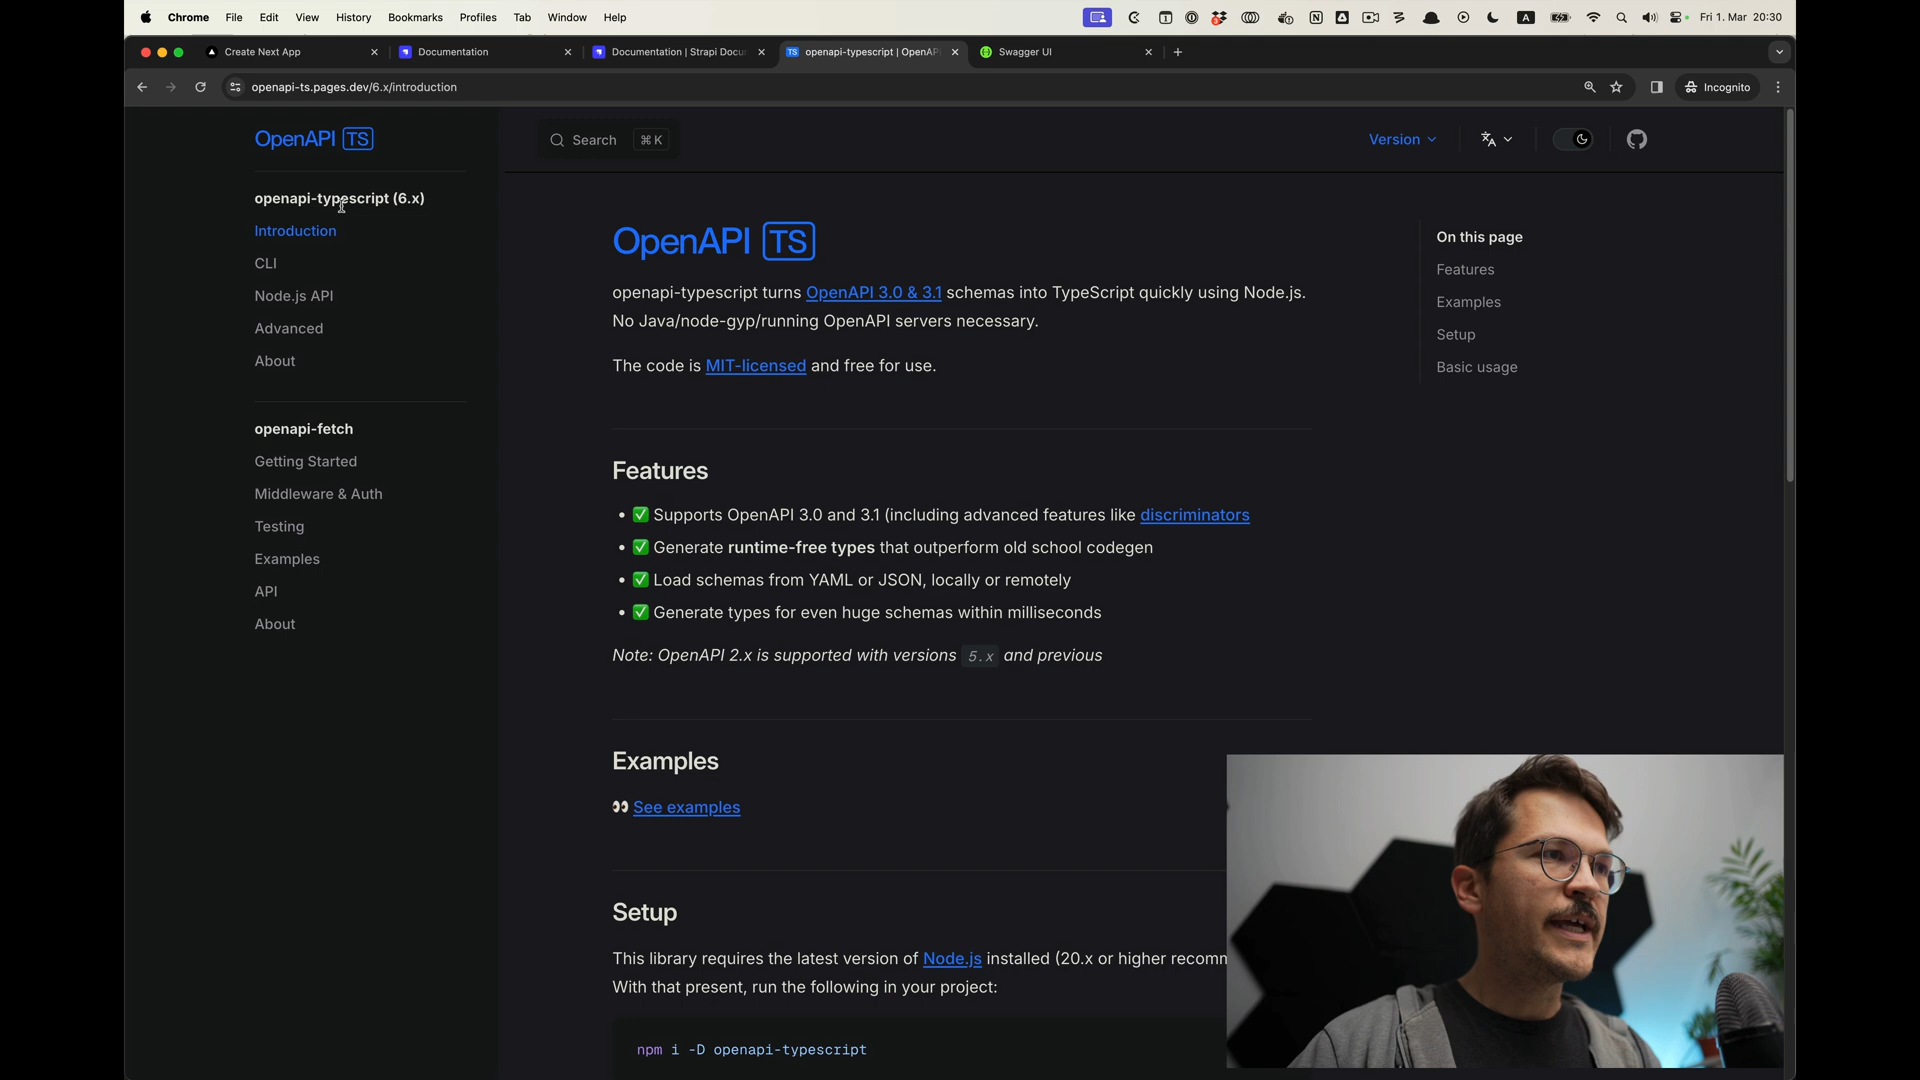 Chrome File Edit View History Bookmarks Profiles Tab Window Help
A
Fri 1. Mar 20:30
Create Next App
Documentation
Documentation | Strapi Docu
TS openapi-typescript | OpenAPI
Swagger UI
openapi-ts.pages.dev/6.x/introduction
Incognito
OpenAPI TS
Search ⌘ K
Version
openapi-typescript (6.x)
Introduction
CLI
Node.js API
Advanced
About
openapi-fetch
Getting Started
Middleware & Auth
Testing
Examples
API
About
OpenAPI TS
openapi-typescript turns OpenAPI 3.0 & 3.1 schemas into TypeScript quickly using Node.js.
No Java/node-gyp/running OpenAPI servers necessary.
The code is MIT-licensed and free for use.
Features
• ✅ Supports OpenAPI 3.0 and 3.1 (including advanced features like discriminators
• ✅ Generate runtime-free types that outperform old school codegen
• ✅ Load schemas from YAML or JSON, locally or remotely
• ✅ Generate types for even huge schemas within milliseconds
Note: OpenAPI 2.x is supported with versions 5.x and previous
Examples
👀 See examples
Setup
This library requires the latest version of Node.js installed (20.x or higher recomm
With that present, run the following in your project:
npm i -D openapi-typescript
On this page
Features
Examples
Setup
Basic usage